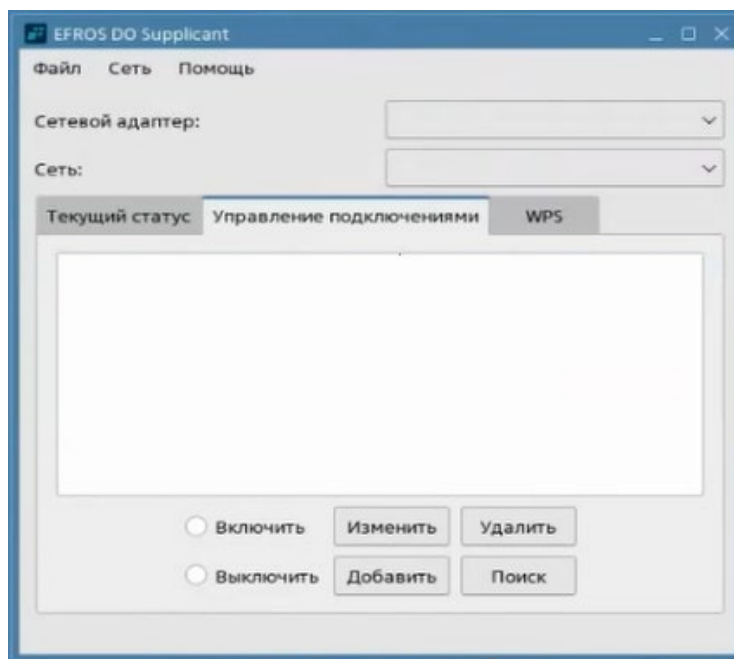 EFROS DO Supplicant
Файл Сеть Помощь
Сетевой адаптер:
Сеть:
Текущий статус Управление подключениями WPS
Включить Изменить Удалить
Выключить Добавить Поиск